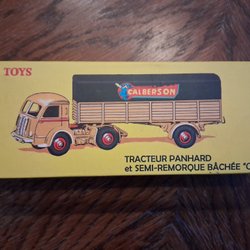 TOYS
CALBERSON
TRACTEUR PANHARD
et SEMI-REMORQUE BÂCHÉE "C